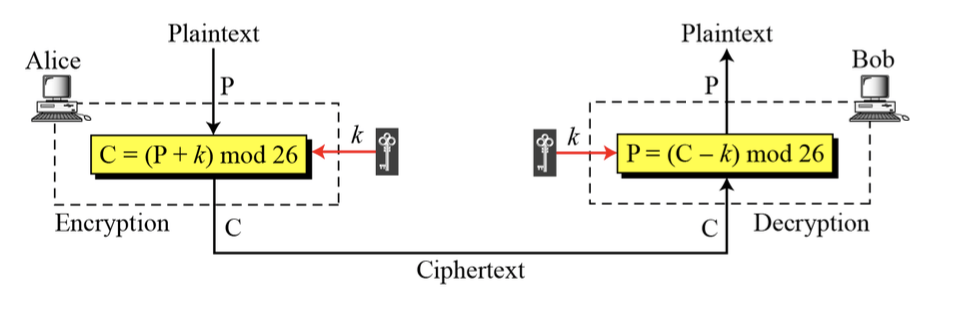 Plaintext
Plaintext
Alice
Bob
P
P
k
k
C = (P + k) mod 26
P = (C – k) mod 26
Encryption
C
C
Decryption
Ciphertext